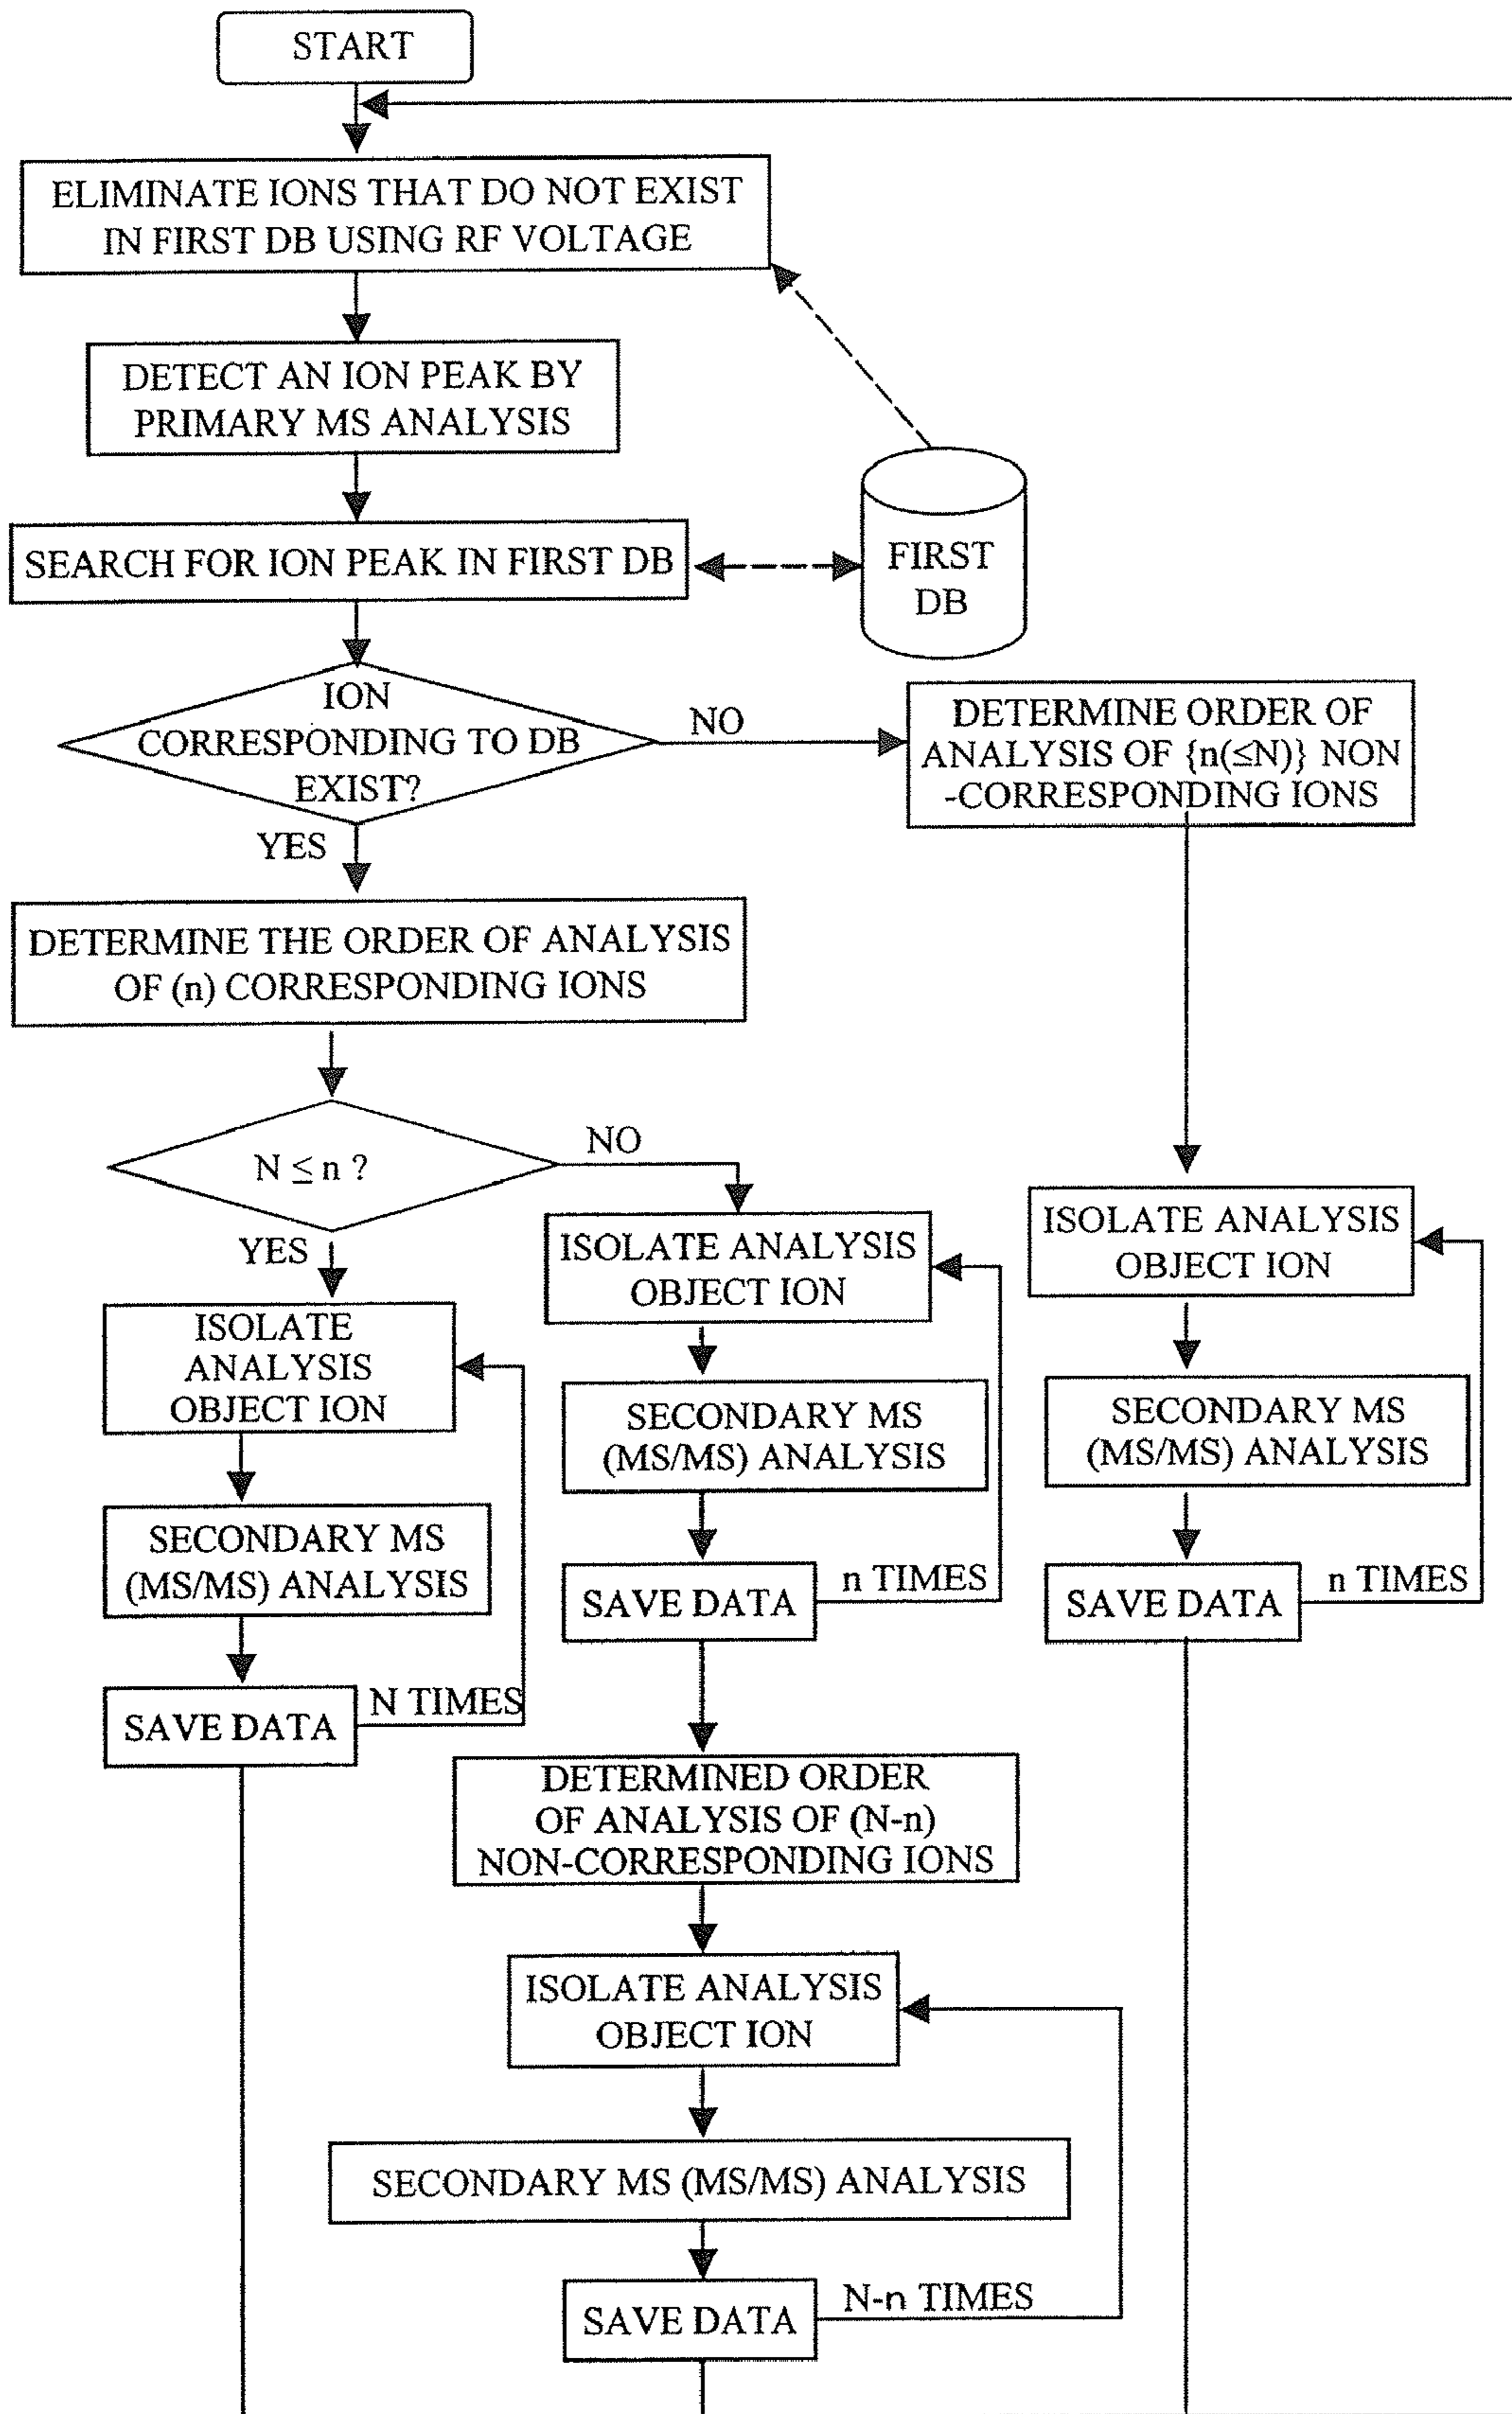 START
ELIMINATE IONS THAT DO NOT EXIST
IN FIRST DB USING RF VOLTAGE
DETECT AN ION PEAK BY
PRIMARY MS ANALYSIS
SEARCH FOR ION PEAK IN FIRST DB
FIRST
DB
ION
CORRESPONDING TO DB
EXIST?
NO
YES
DETERMINE ORDER OF
ANALYSIS OF {n(≤N)} NON
-CORRESPONDING IONS
DETERMINE THE ORDER OF ANALYSIS
OF (n) CORRESPONDING IONS
N ≤ n ?
NO
YES
ISOLATE
ANALYSIS
OBJECT ION
SECONDARY MS
(MS/MS) ANALYSIS
SAVE DATA
N TIMES
ISOLATE ANALYSIS
OBJECT ION
SECONDARY MS
(MS/MS) ANALYSIS
SAVE DATA
n TIMES
DETERMINED ORDER
OF ANALYSIS OF (N-n)
NON-CORRESPONDING IONS
ISOLATE ANALYSIS
OBJECT ION
SECONDARY MS (MS/MS) ANALYSIS
SAVE DATA
N-n TIMES
ISOLATE ANALYSIS
OBJECT ION
SECONDARY MS
(MS/MS) ANALYSIS
SAVE DATA
n TIMES